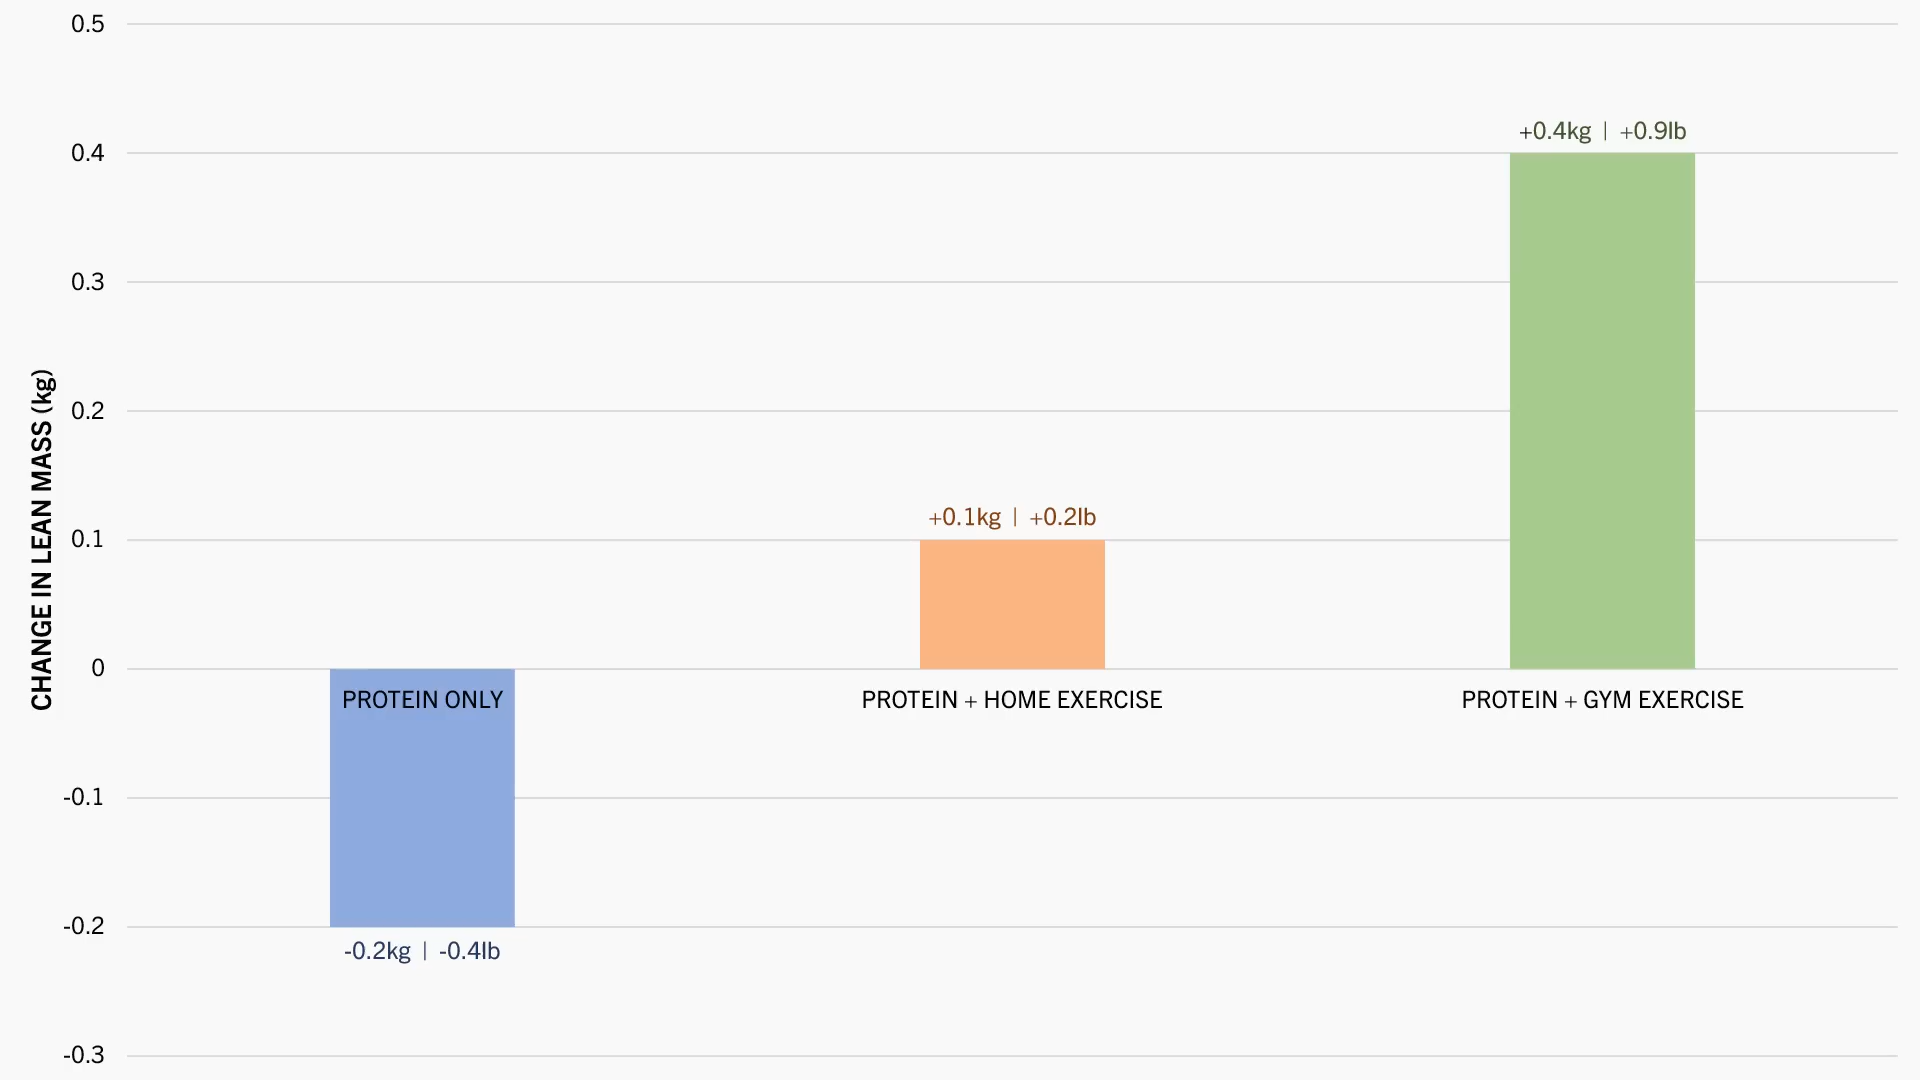 0.5
+0.4kg | +0.9lb
0.4
0.3
0.2
+0.1kg | +0.2lb
0.1
CHANGE IN LEAN MASS (kg)
0
PROTEIN ONLY
PROTEIN + HOME EXERCISE
PROTEIN + GYM EXERCISE
-0.1
-0.2
-0.2kg | -0.4lb
-0.3